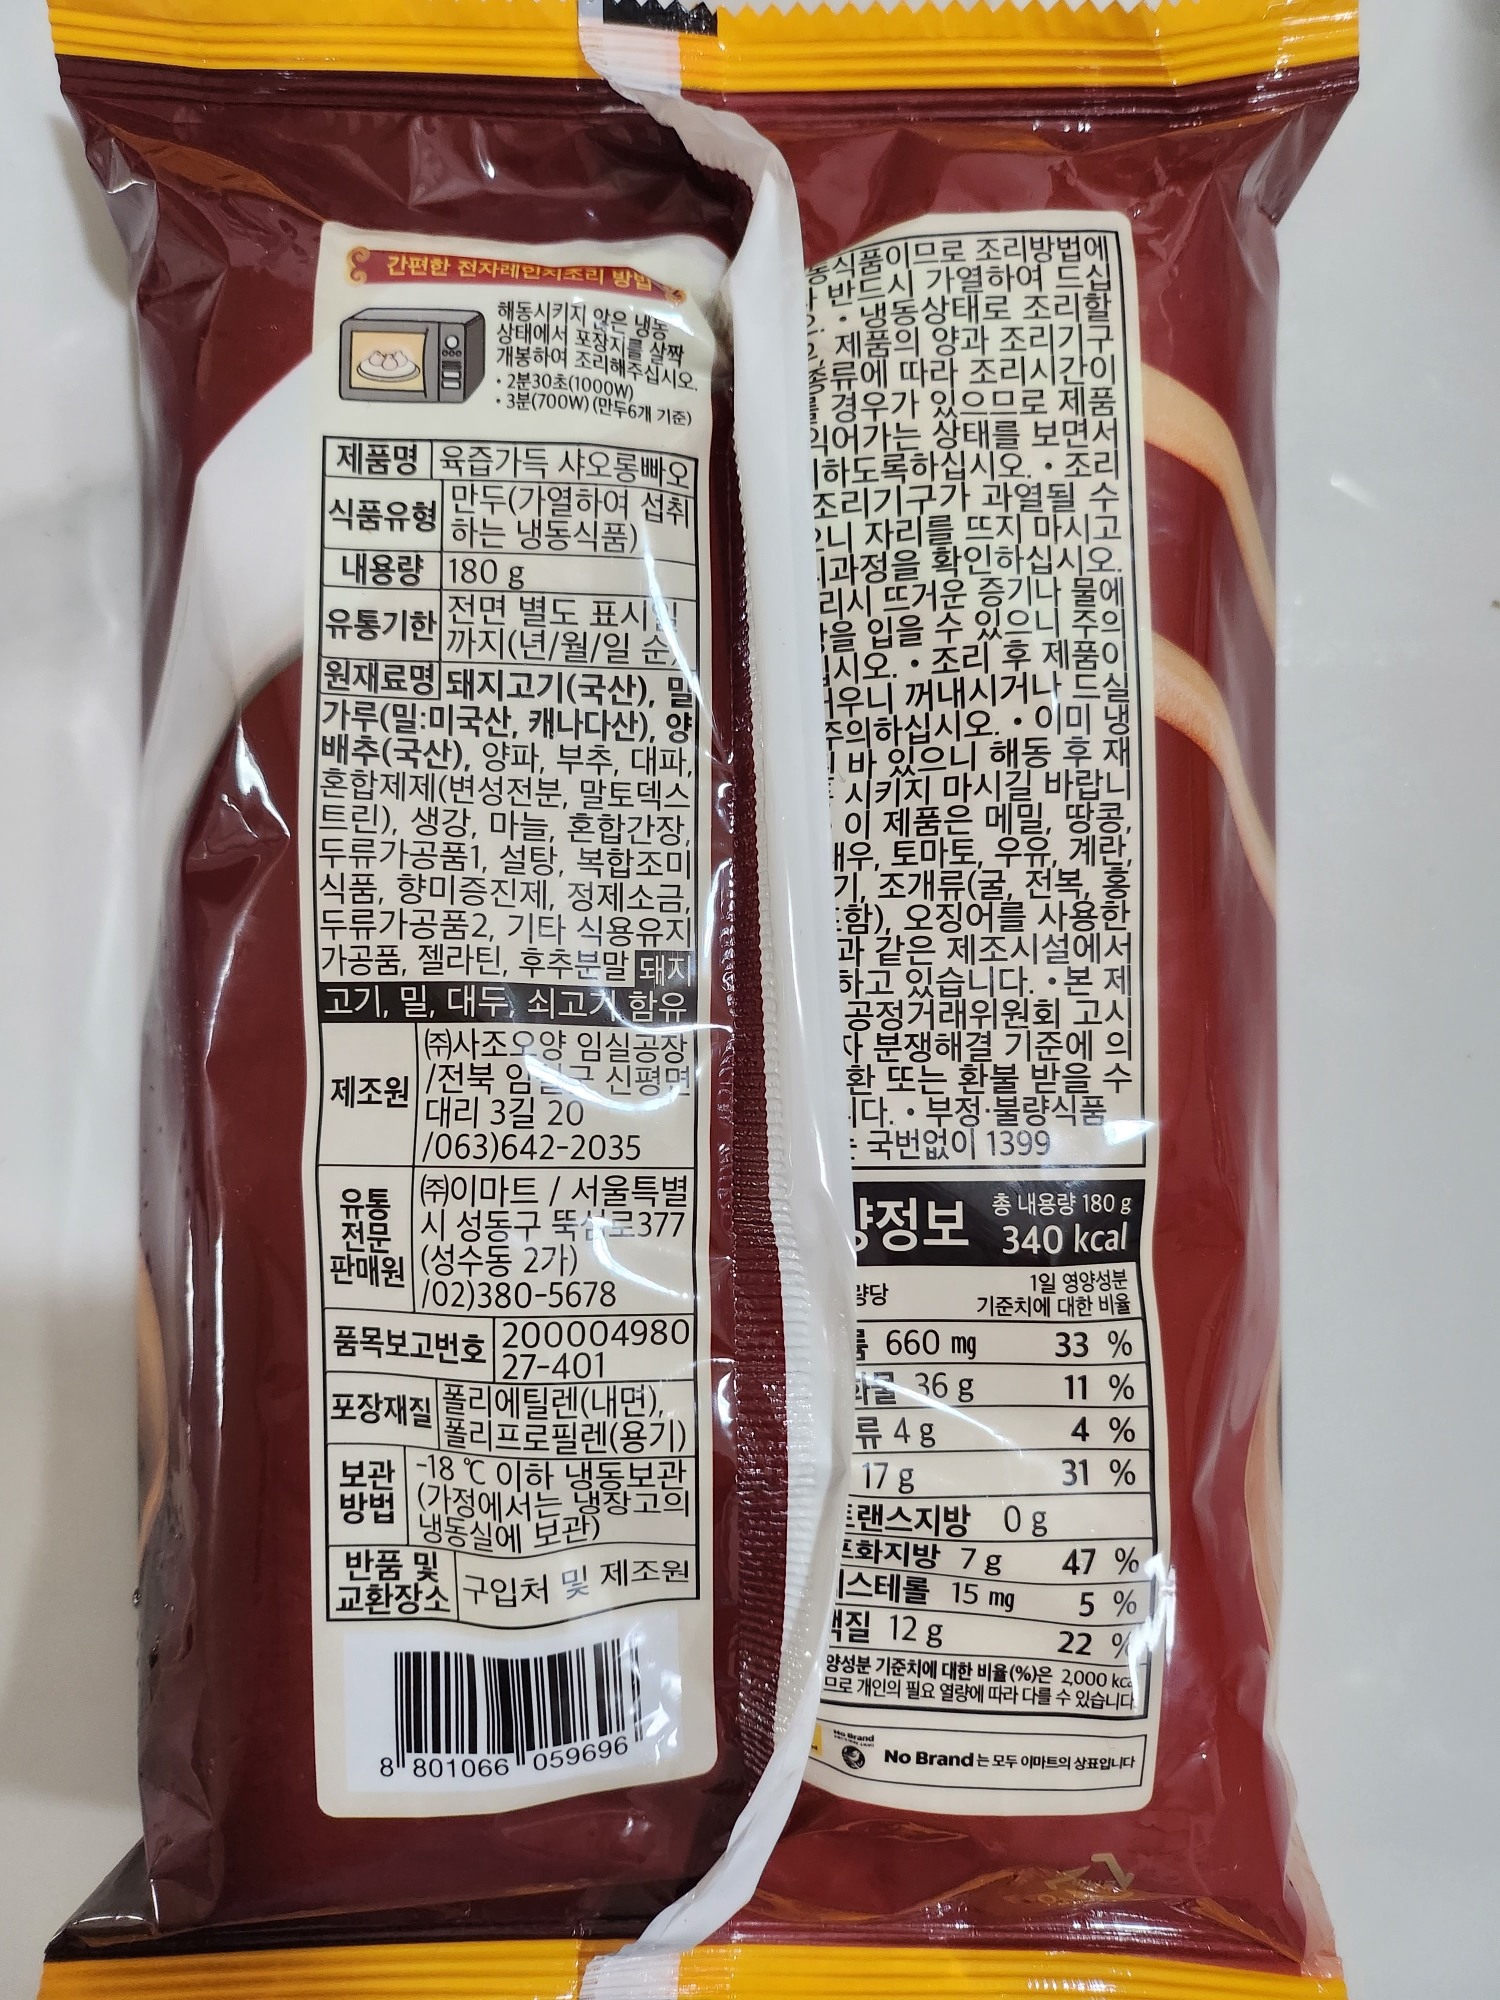 간편한 전자레인지조리 방법
해동시키지 않은 냉동
상태에서 포장지를 살짝
개봉하여 조리해주십시오.
• 2분30초(1000W)
• 3분(700W) (만두6개 기준)
제품명 육즙가득 샤오롱빠오
식품유형 만두(가열하여 섭취
하는 냉동식품)
내용량 180 g
유통기한 전면 별도 표시일
까지(년/월/일 순)
원재료명 돼지고기(국산), 밀
가루(밀:미국산, 캐나다산), 양
배추(국산), 양파, 부추, 대파,
혼합제제(변성전분, 말토덱스
트린), 생강, 마늘, 혼합간장,
두류가공품1, 설탕, 복합조미
식품, 향미증진제, 정제소금,
두류가공품2, 기타 식용유지
가공품, 젤라틴, 후추분말 돼지
고기, 밀, 대두, 쇠고기 함유
제조원 ㈜사조오양 임실공장
/전북 임실군 신평면
대리 3길 20
/063)642-2035
유통
전문
판매원
㈜이마트 / 서울특별
시 성동구 뚝섬로377
(성수동 2가)
/02)380-5678
품목보고번호 200004980
27-401
포장재질 폴리에틸렌(내면),
폴리프로필렌(용기)
보관
방법
-18 ℃ 이하 냉동보관
(가정에서는 냉장고의
냉동실에 보관)
반품 및
교환장소 구입처 및 제조원
8 801066 059696
동식품이므로 조리방법에
반드시 가열하여 드십
• 냉동상태로 조리할
제품의 양과 조리기구
종류에 따라 조리시간이
경우가 있으므로 제품
익어가는 상태를 보면서
하도록하십시오. • 조리
조리기구가 과열될 수
으니 자리를 뜨지 마시고
과정을 확인하십시오.
리시 뜨거운 증기나 물에
을 입을 수 있으니 주의
시오. • 조리 후 제품이
우니 꺼내시거나 드실
주의하십시오. • 이미 냉
바 있으니 해동 후 재
시키지 마시길 바랍니
이 제품은 메밀, 땅콩,
새우, 토마토, 우유, 계란,
기, 조개류(굴, 전복, 홍
함), 오징어를 사용한
과 같은 제조시설에서
하고 있습니다. • 본 제
공정거래위원회 고시
자 분쟁해결 기준에 의
환 또는 환불 받을 수
니다. • 부정·불량식품
는 국번없이 1399
양정보 총 내용량 180 g
340 kcal
량당 1일 영양성분
기준치에 대한 비율
륨 660 mg 33 %
화물 36 g 11 %
류 4 g 4 %
17 g 31 %
트랜스지방 0 g
포화지방 7 g 47 %
레스테롤 15 mg 5 %
백질 12 g 22 %
양성분 기준치에 대한 비율(%)은 2,000 kca
므로 개인의 필요 열량에 따라 다를 수 있습니다
No Brand
No Brand 는 모두 이마트의 상표입니다